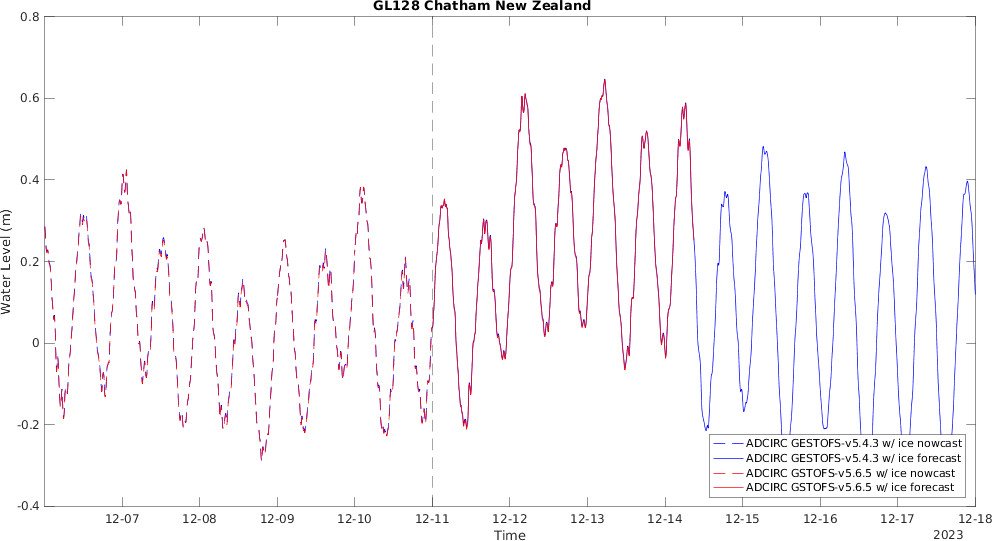 GL128 Chatham New Zealand
0.8
0.6
0.4
0.2
0
-0.2
-0.4
Water Level (m)
ADCIRC GESTOFS-v5.4.3 w/ ice nowcast
ADCIRC GESTOFS-v5.4.3 w/ ice forecast
ADCIRC GSTOFS-v5.6.5 w/ ice nowcast
ADCIRC GSTOFS-v5.6.5 w/ ice forecast
12-07 12-08 12-09 12-10 12-11 12-12 12-13 12-14 12-15 12-16 12-17 12-18
Time
2023